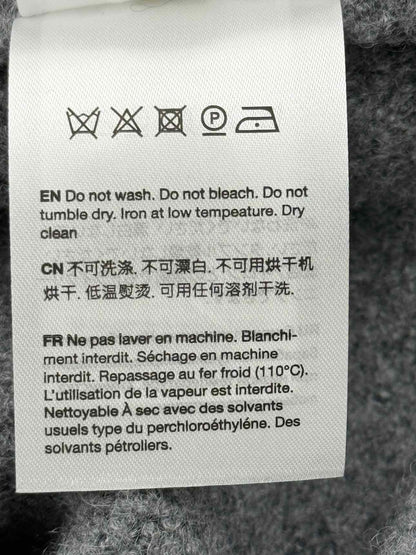 P
EN Do not wash. Do not bleach. Do not
tumble dry. Iron at low tempeature. Dry
clean
CN 不可洗涤. 不可漂白. 不可用烘干机
烘干. 低温熨烫. 可用任何溶剂干洗.
FR Ne pas laver en machine. Blanchi-
ment interdit. Séchage en machine
interdit. Repassage au fer froid (110°C).
L'utilisation de la vapeur est interdite.
Nettoyable À sec avec des solvants
usuels type du perchloroéthyléne. Des
solvants pétroliers.